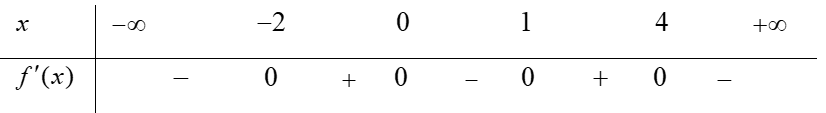 x −∞ −2 0 1 4 +∞
f′(x) − 0 + 0 − 0 + 0 −